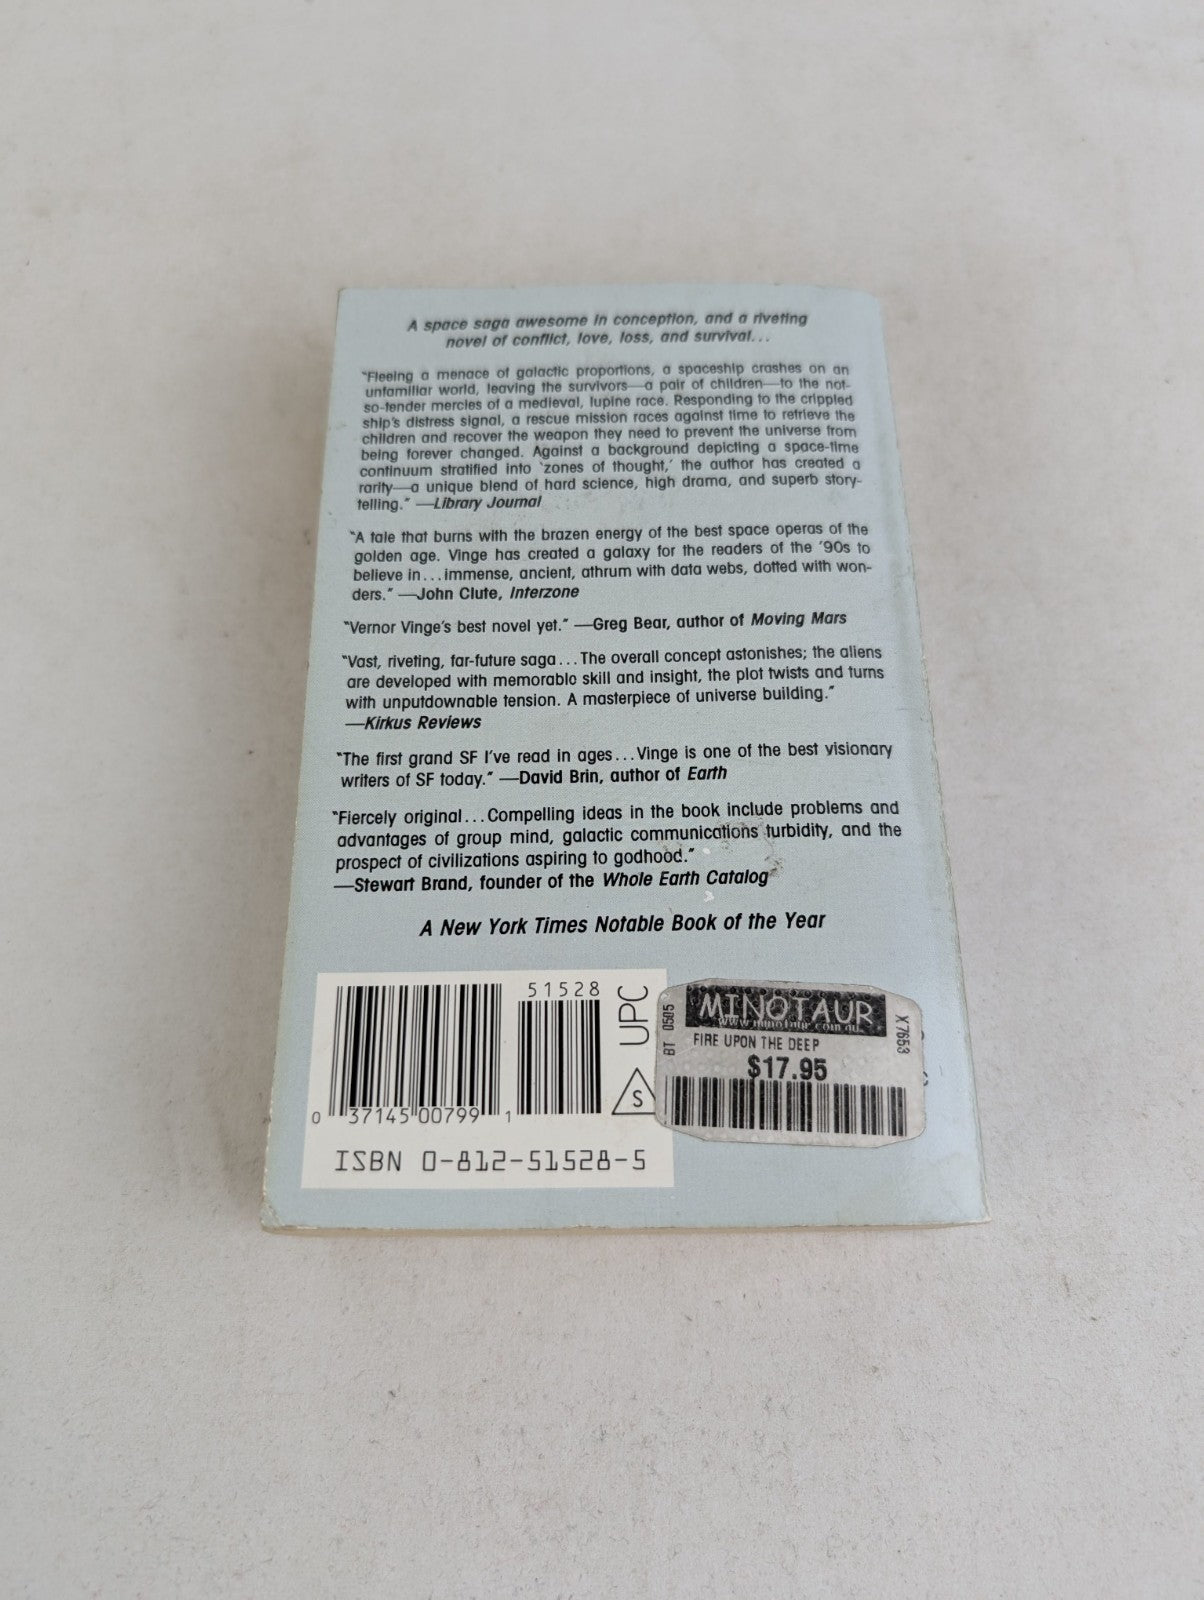 A space saga awesome in conception, and a riveting
novel of conflict, love, loss, and survival...
"Fleeing a menace of galactic proportions, a spaceship crashes on an
unfamiliar world, leaving the survivors—a pair of children—to the not-
so-tender mercies of a medieval, lupine race. Responding to the crippled
ship's distress signal, a rescue mission races against time to retrieve the
children and recover the weapon they need to prevent the universe from
being forever changed. Against a background depicting a space-time
continuum stratified into 'zones of thought,' the author has created a
rarity—a unique blend of hard science, high drama, and superb story-
telling." —Library Journal
"A tale that burns with the brazen energy of the best space operas of the
golden age. Vinge has created a galaxy for the readers of the '90s to
believe in...immense, ancient, athrum with data webs, dotted with won-
ders." —John Clute, Interzone
"Vernor Vinge's best novel yet." —Greg Bear, author of Moving Mars
"Vast, riveting, far-future saga...The overall concept astonishes; the aliens
are developed with memorable skill and insight, the plot twists and turns
with unputdownable tension. A masterpiece of universe building."
—Kirkus Reviews
"The first grand SF I've read in ages...Vinge is one of the best visionary
writers of SF today." —David Brin, author of Earth
"Fiercely original...Compelling ideas in the book include problems and
advantages of group mind, galactic communications turbidity, and the
prospect of civilizations aspiring to godhood."
—Stewart Brand, founder of the Whole Earth Catalog
A New York Times Notable Book of the Year
51528
UPC
S
0 37145 00799 1
ISBN 0-812-51528-5
MINOTAUR
www.minotaur.com.au
BT 0505
X7653
FIRE UPON THE DEEP
$17.95